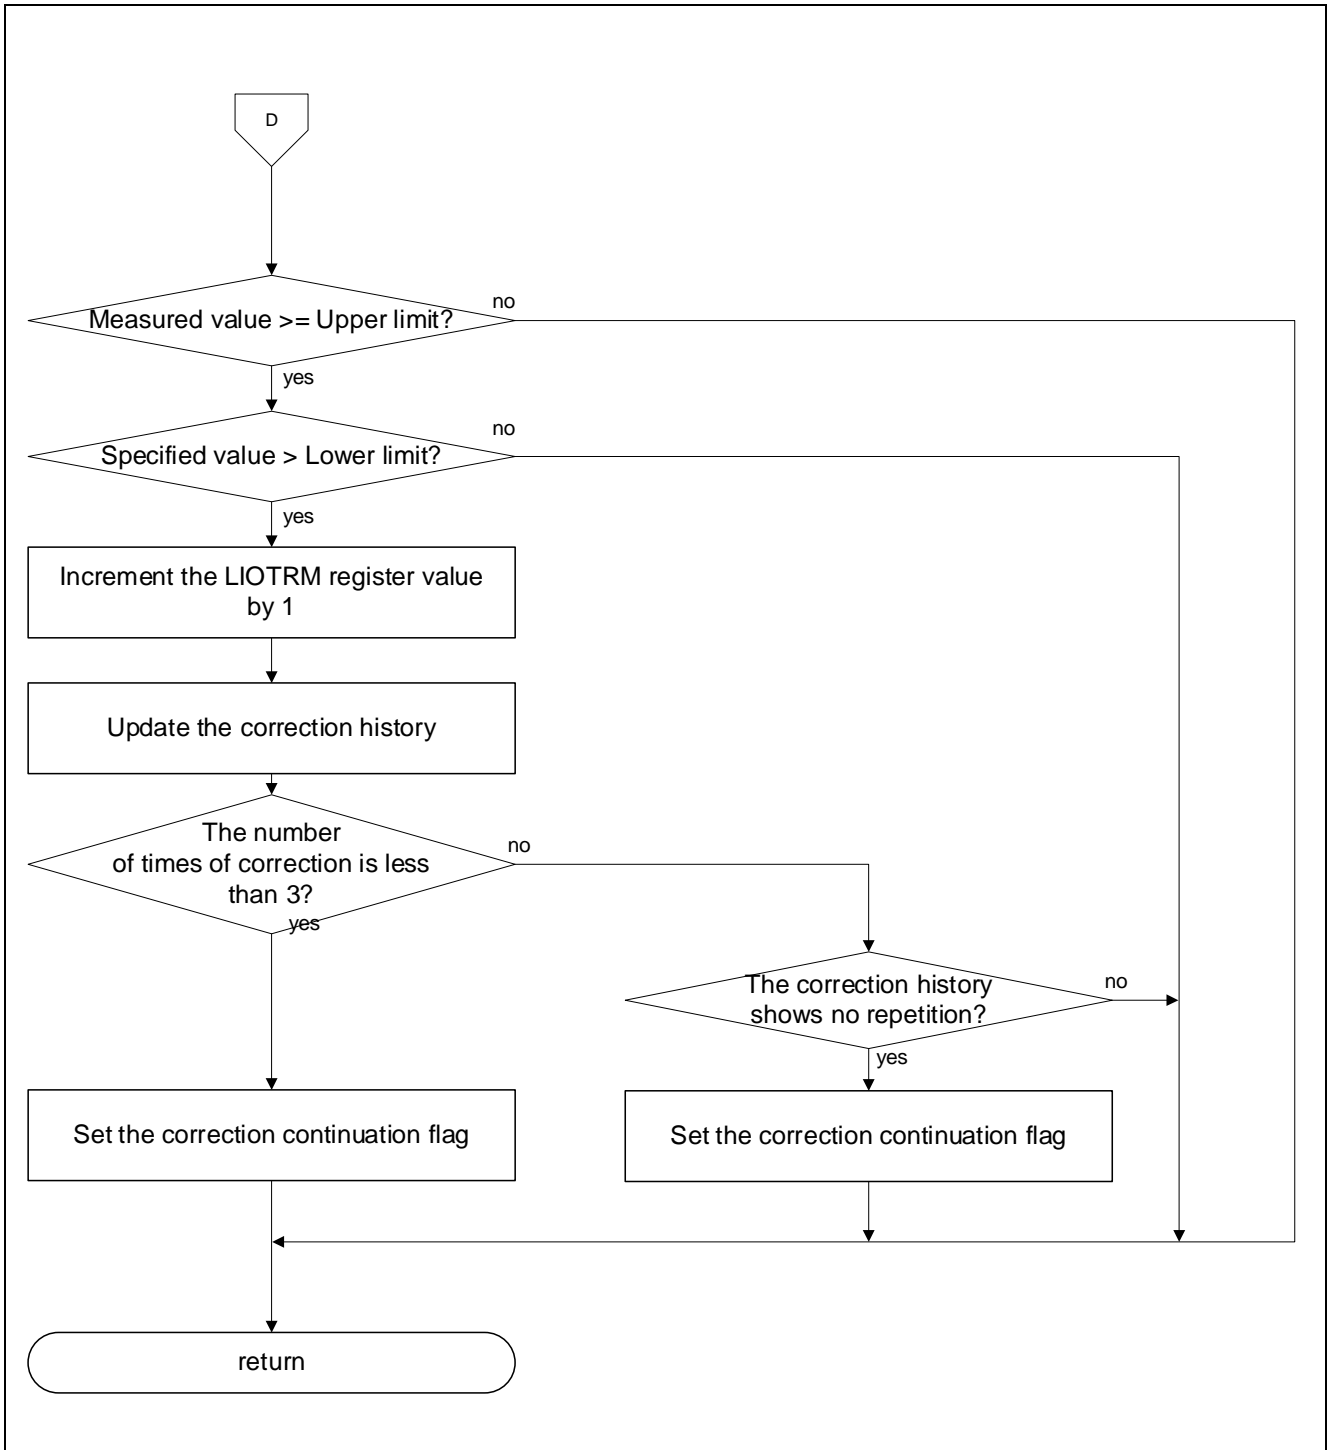 D
no
Measured value >= Upper limit?
yes
no
Specified value > Lower limit?
yes
Increment the LIOTRM register value
by 1
Update the correction history
The number
of times of correction is less
than 3?
no
yes
The correction history
shows no repetition?
no
yes
Set the correction continuation flag
Set the correction continuation flag
return